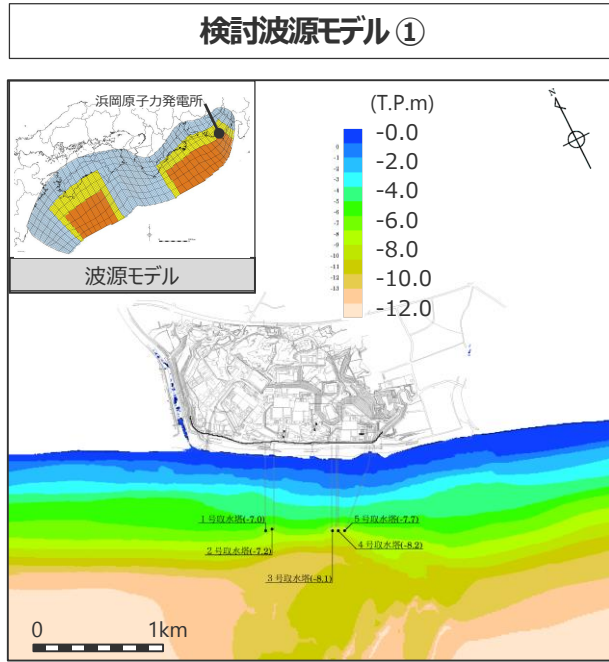 検討波源モデル①
浜岡原子力発電所
波源モデル
(T.P.m)
-0.0
-2.0
-4.0
-6.0
-8.0
-10.0
-12.0
N
1号取水塔(-7.0)
2号取水塔(-7.2)
3号取水塔(-8.1)
4号取水塔(-8.2)
5号取水塔(-7.7)
0 1km